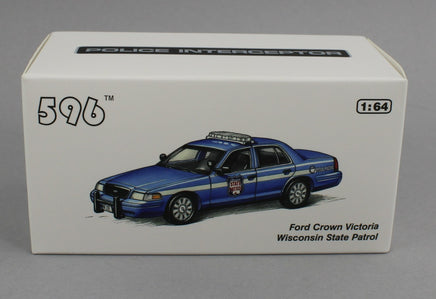 POLICE INTERCEPTOR
596™
1:64
Ford Crown Victoria
Wisconsin State Patrol